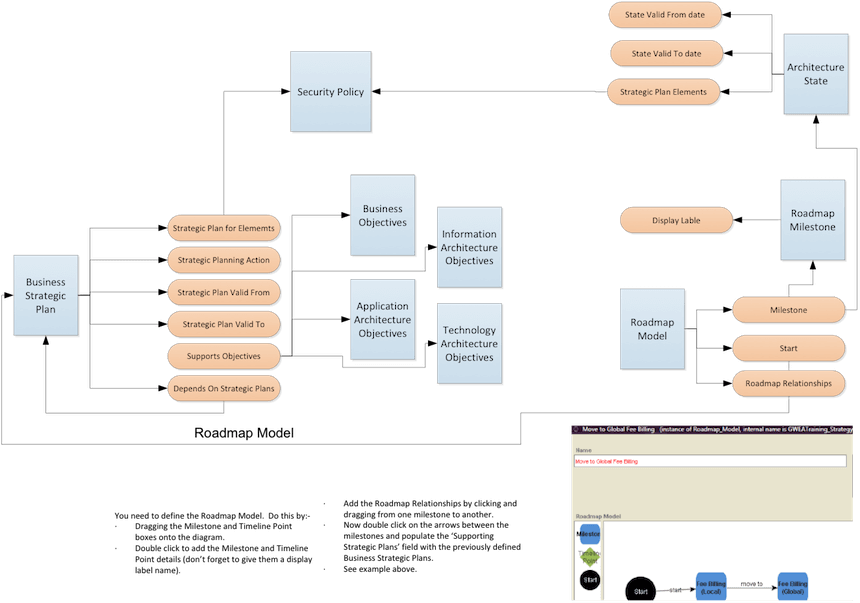 State Valid From date
State Valid To date
Strategic Plan Elements
Architecture
State
Security Policy
Business
Objectives
Information
Architecture
Objectives
Application
Architecture
Objectives
Technology
Architecture
Objectives
Strategic Plan for Elements
Strategic Planning Action
Strategic Plan Valid From
Strategic Plan Valid To
Supports Objectives
Depends On Strategic Plans
Business
Strategic
Plan
Display Lable
Roadmap
Milestone
Roadmap
Model
Milestone
Start
Roadmap Relationships
Roadmap Model
You need to define the Roadmap Model. Do this by:-
· Dragging the Milestone and Timeline Point
boxes onto the diagram.
· Double click to add the Milestone and Timeline
Point details (don't forget to give them a display
label name).
· Add the Roadmap Relationships by clicking and
dragging from one milestone to another.
· Now double click on the arrows between the
milestones and populate the 'Supporting
Strategic Plans' field with the previously defined
Business Strategic Plans.
· See example above.
Move to Global Fee Billing (instance of Roadmap_Model, internal name is GWEATraining_Strategy
Name
Move to Global Fee Billing
Roadmap Model
Mileston
Timeline
Point
Start
Start
start
Fee Billing
(Local)
move to
Fee Billing
(Global)